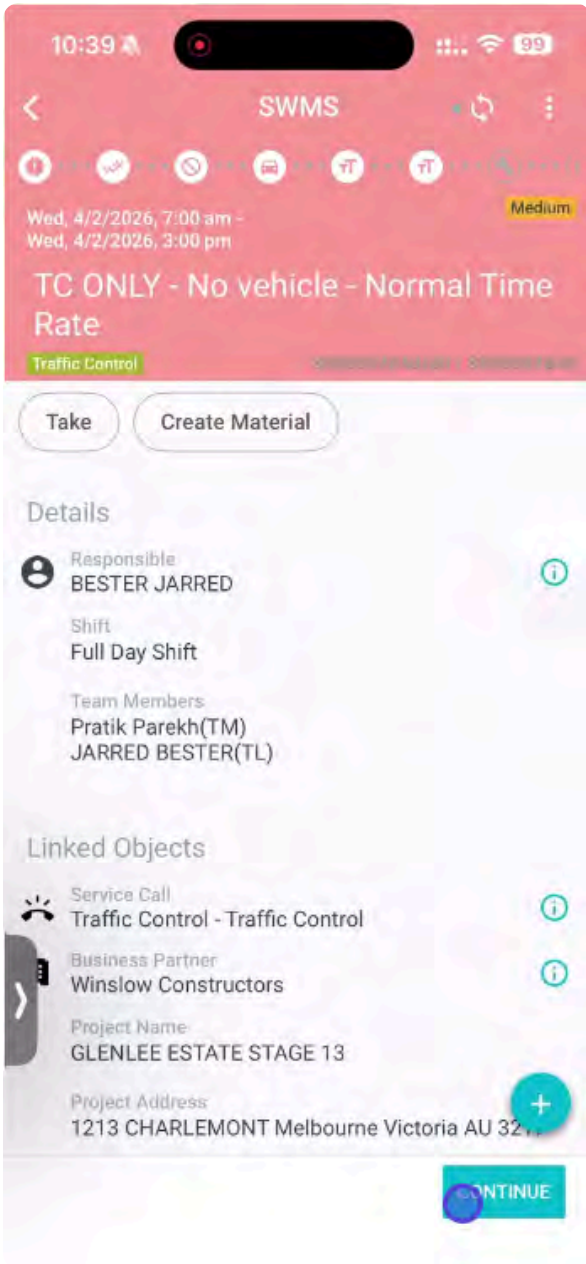 10:39
99
SWMS
Wed, 4/2/2026, 7:00 am -
Wed, 4/2/2026, 3:00 pm
Medium
TC ONLY - No vehicle - Normal Time
Rate
Traffic Control
Take
Create Material
Details
Responsible
BESTER JARRED
Shift
Full Day Shift
Team Members
Pratik Parekh(TM)
JARRED BESTER(TL)
Linked Objects
Service Call
Traffic Control - Traffic Control
Business Partner
Winslow Constructors
Project Name
GLENLEE ESTATE STAGE 13
Project Address
1213 CHARLEMONT Melbourne Victoria AU
CONTINUE